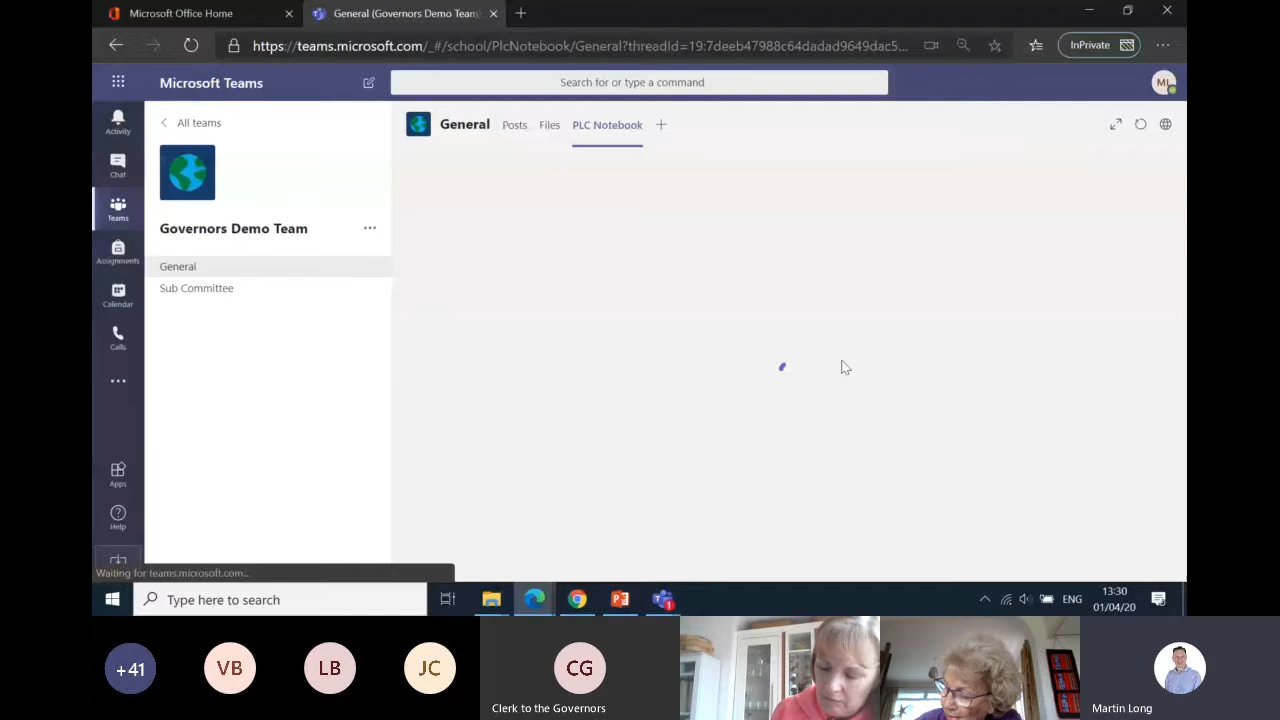 Microsoft Office Home
General (Governors Demo Team)
https://teams.microsoft.com/_#/school/PlcNotebook/General?threadId=19:7deeb47988c64dadad9649dac5...
InPrivate
Microsoft Teams
Search for or type a command
ML
Activity
Chat
Teams
Assignments
Calendar
Calls
Apps
Help
All teams
Governors Demo Team
General
Sub Committee
General
Posts
Files
PLC Notebook
Waiting for teams.microsoft.com...
Type here to search
1
ENG
13:30
01/04/20
+41
VB
LB
JC
CG
Clerk to the Governors
Martin Long